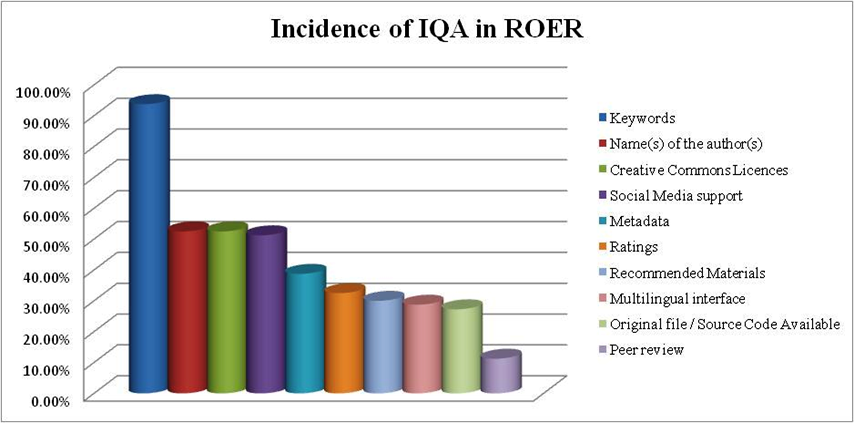 Incidence of IQA in ROER
100.00%
90.00%
80.00%
70.00%
60.00%
50.00%
40.00%
30.00%
20.00%
10.00%
0.00%
Keywords
Name(s) of the author(s)
Creative Commons Licences
Social Media support
Metadata
Ratings
Recommended Materials
Multilingual interface
Original file / Source Code Available
Peer review